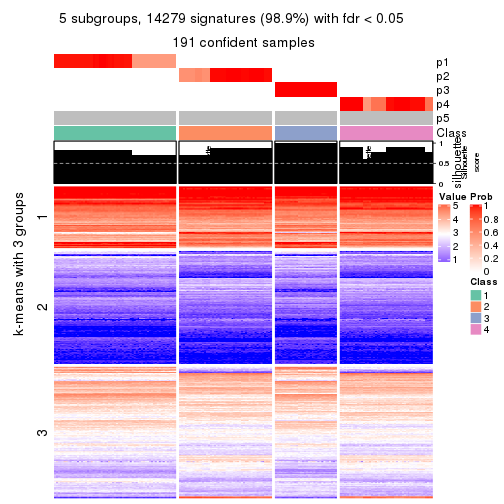 5 subgroups, 14279 signatures (98.9%) with fdr < 0.05
191 confident samples
p1
p2
p3
p4
p5
Class
1
0.5
0
silhouette
Silhouette
score
k-means with 3 groups
1
2
3
Value
5
4
3
2
1
Prob
1
0.8
0.6
0.4
0.2
0
Class
1
2
3
4